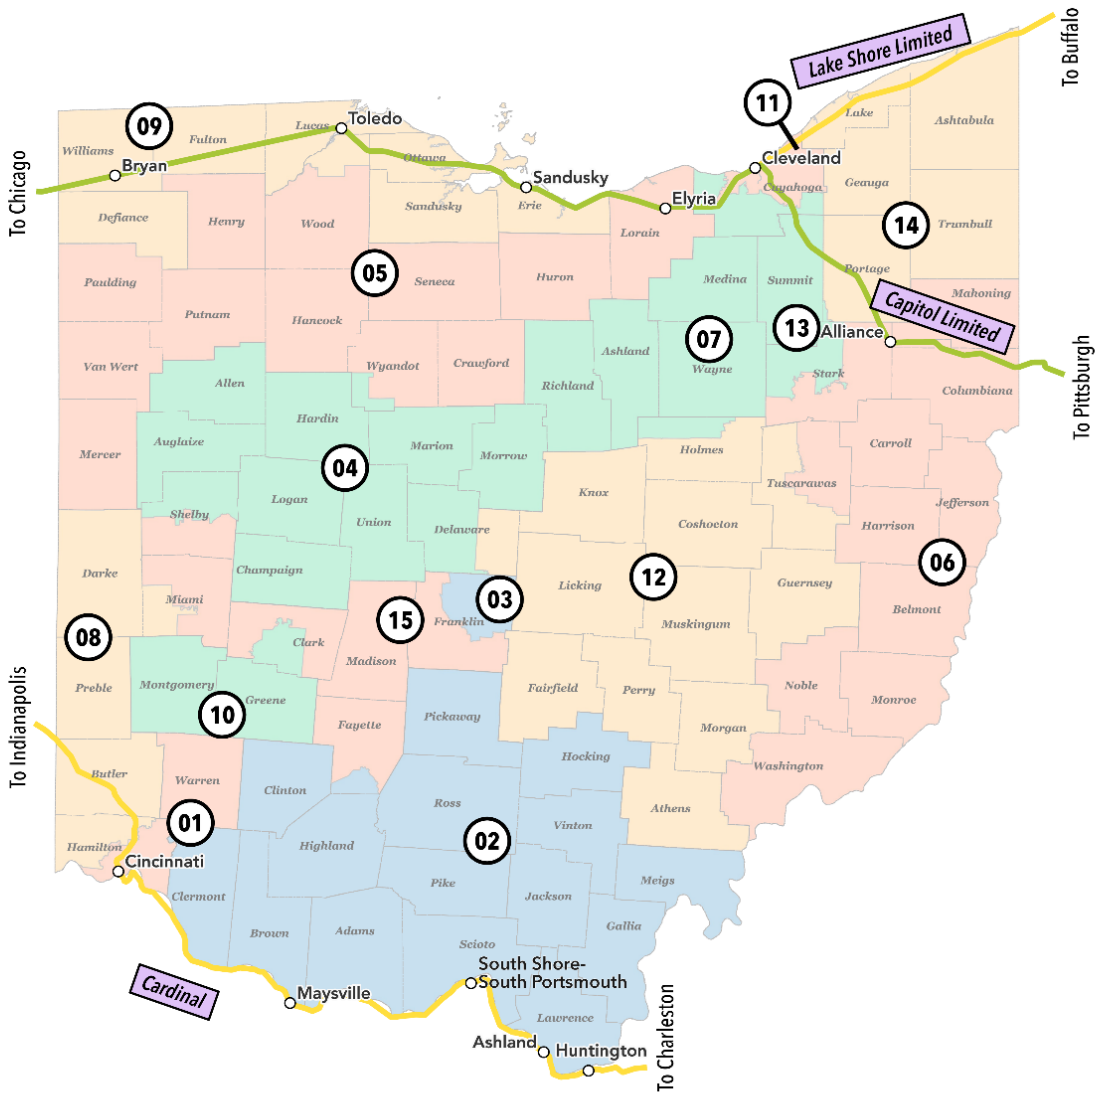 Lake Shore Limited
To Buffalo
11
09
Toledo
Lucas
Lake
Ashtabula
Williams
Fulton
Bryan
Ottawa
Cleveland
To Chicago
Sandusky
Cuyahoga
Geauga
Elyria
Defiance
Henry
Wood
Sandusky
Erie
Lorain
14
Trumbull
05
Paulding
Seneca
Huron
Medina
Summit
Portage
Mahoning
Putnam
Hancock
Capitol Limited
07
13
Alliance
Van Wert
Wyandot
Crawford
Ashland
Wayne
Stark
To Pittsburgh
Allen
Richland
Columbiana
Hardin
Auglaize
Marion
Mercer
Morrow
Holmes
Carroll
04
Logan
Knox
Tuscarawas
Shelby
Union
Delaware
Coshocton
Jefferson
Harrison
Darke
Champaign
06
12
Licking
Guernsey
Miami
03
Franklin
15
Muskingum
Belmont
08
Clark
Madison
Preble
Montgomery
Greene
10
Fairfield
Perry
Noble
Monroe
To Indianapolis
Pickaway
Fayette
Morgan
Hocking
Butler
Warren
Clinton
Washington
Ross
Athens
01
Vinton
02
Hamilton
Highland
Cincinnati
Clermont
Pike
Jackson
Meigs
Brown
Adams
Gallia
Scioto
South Shore-
South Portsmouth
Cardinal
Maysville
Lawrence
Ashland
Huntington
To Charleston